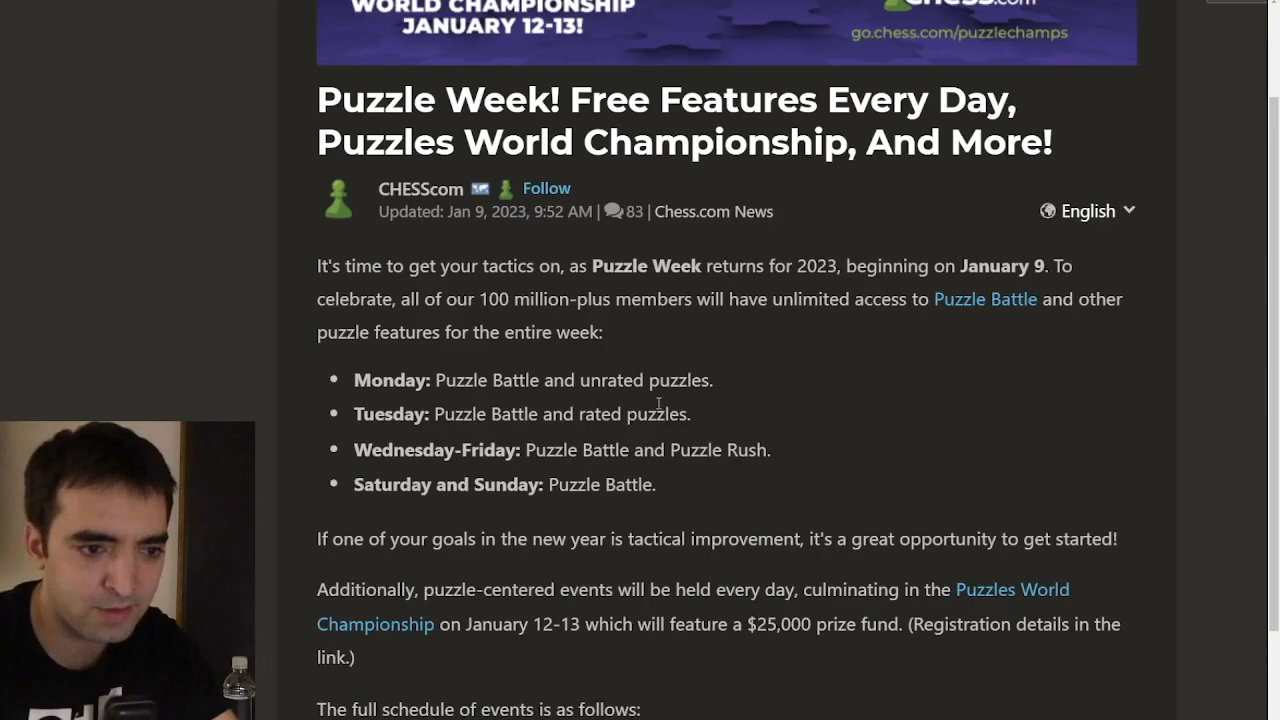 WORLD CHAMPIONSHIP
JANUARY 12-13!
chess.com
go.chess.com/puzzlechamps
Puzzle Week! Free Features Every Day,
Puzzles World Championship, And More!
CHESScom Follow
Updated: Jan 9, 2023, 9:52 AM | 83 | Chess.com News
English
It's time to get your tactics on, as Puzzle Week returns for 2023, beginning on January 9. To
celebrate, all of our 100 million-plus members will have unlimited access to Puzzle Battle and other
puzzle features for the entire week:
• Monday: Puzzle Battle and unrated puzzles.
• Tuesday: Puzzle Battle and rated puzzles.
• Wednesday-Friday: Puzzle Battle and Puzzle Rush.
• Saturday and Sunday: Puzzle Battle.
If one of your goals in the new year is tactical improvement, it's a great opportunity to get started!
Additionally, puzzle-centered events will be held every day, culminating in the Puzzles World
Championship on January 12-13 which will feature a $25,000 prize fund. (Registration details in the
link.)
The full schedule of events is as follows: